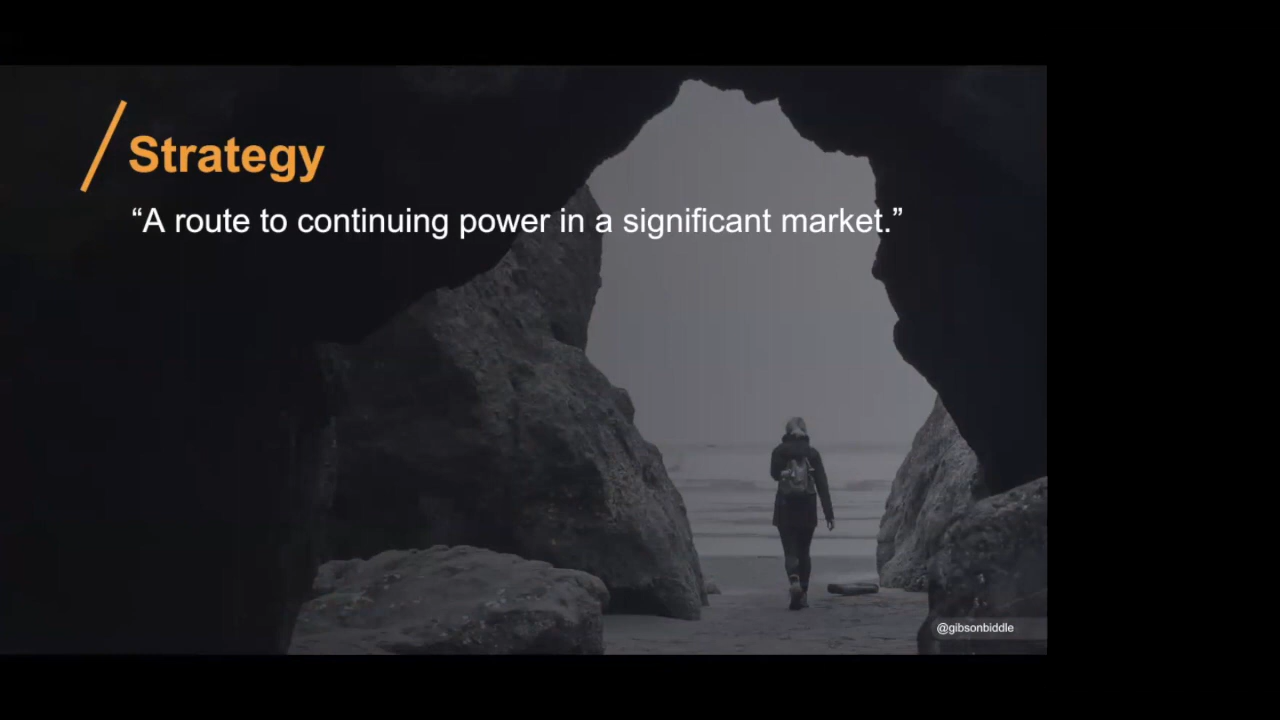 Strategy
“A route to continuing power in a significant market.”
@gibsonbiddle